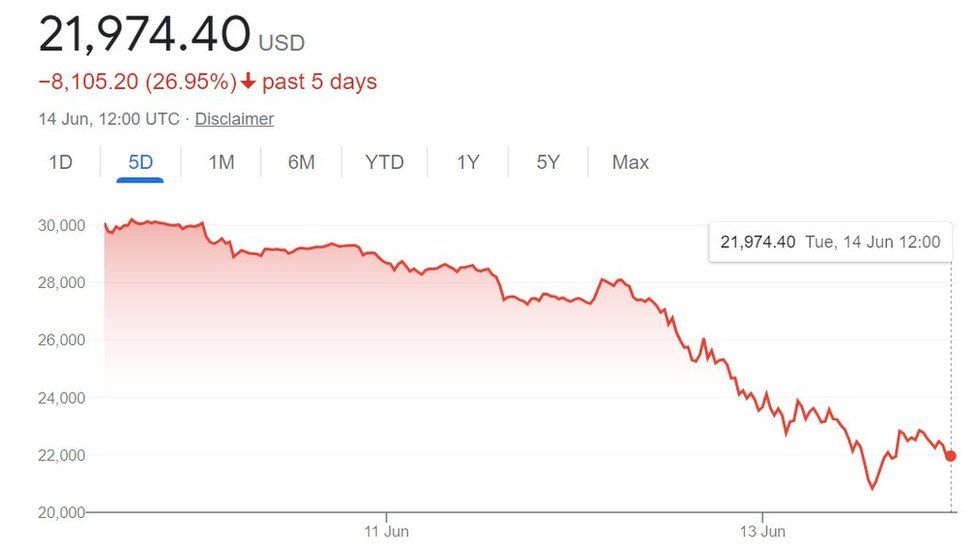 21,974.40 USD
−8,105.20 (26.95%) ↓ past 5 days
14 Jun, 12:00 UTC · Disclaimer
1D 5D 1M 6M YTD 1Y 5Y Max
30,000
21,974.40 Tue, 14 Jun 12:00
28,000
26,000
24,000
22,000
20,000
11 Jun 13 Jun